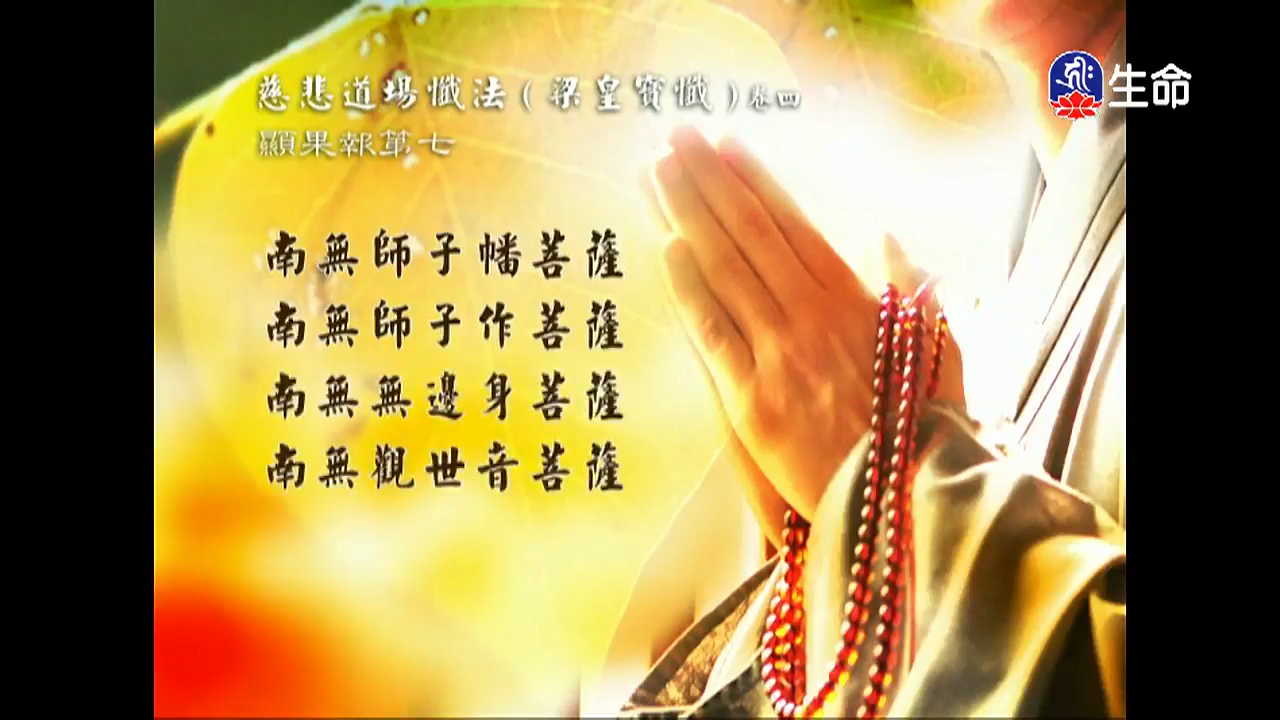 慈悲道場懺法(梁皇寶懺)卷四
顯果報第七
生命
南無師子幡菩薩
南無師子作菩薩
南無無邊身菩薩
南無觀世音菩薩